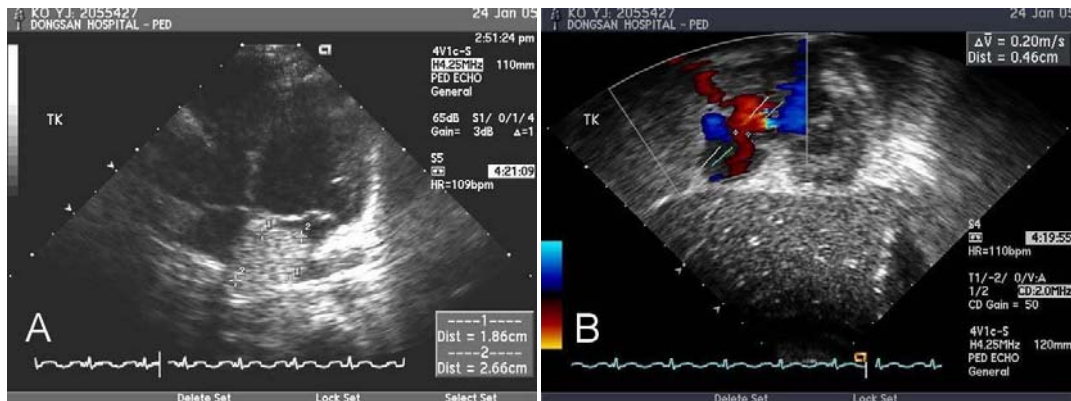 KO YJ: 2055427
24 Jan 05
DONGSAN HOSPITAL - PED
2:51:24 pm
4V1c-S
H4.25MHz 110mm
PED ECHO
General
TK
65dB S1/ 0/1/4
Gain= 3dB Δ=1
S5
4:21:09
HR=109bpm
1
2
2
1
A
----1----
Dist = 1.86cm
----2----
Dist = 2.66cm
Delete Set
Lock Set
Select Set
KO YJ: 2055427
24 Jan 05
DONGSAN HOSPITAL - PED
ΔV̅ = 0.20m/s
Dist = 0.46cm
TK
S4
4:19:55
HR=110bpm
T1/-2/ 0/V:A
1/2 CD:2.0MHz
CD Gain = 50
B
4V1c-S
H4.25MHz 120mm
PED ECHO
General
Delete Set
Lock Set